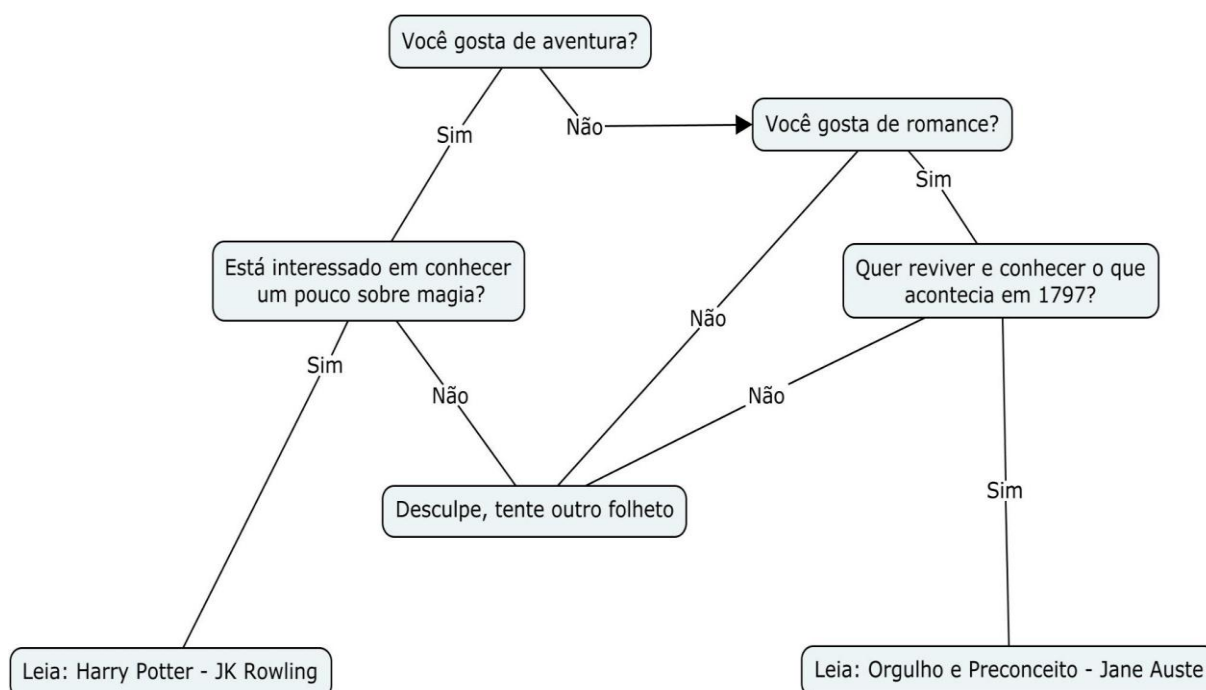 Você gosta de aventura?
Sim
Não
Você gosta de romance?
Sim
Está interessado em conhecer
um pouco sobre magia?
Quer reviver e conhecer o que
acontecia em 1797?
Não
Sim
Não
Não
Sim
Desculpe, tente outro folheto
Leia: Harry Potter - JK Rowling
Leia: Orgulho e Preconceito - Jane Auste